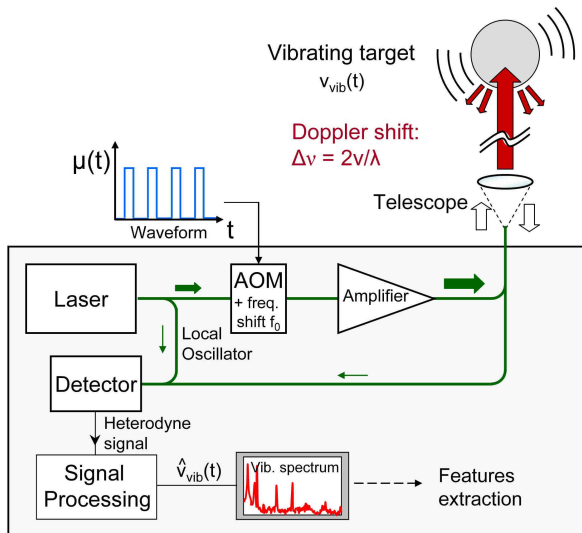 Vibrating target
v_vib(t)
Doppler shift:
Δν = 2v/λ
μ(t)
t
Waveform
Telescope
Laser
AOM
+ freq.
shift f₀
Amplifier
Local
Oscillator
Detector
Heterodyne
signal
Signal
Processing
v̂_vib(t)
Vib. spectrum
Features
extraction